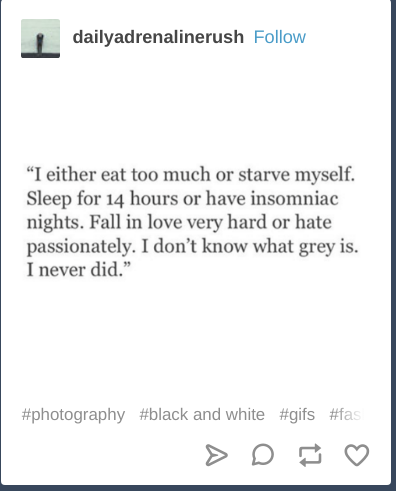 dailyadrenalinerush Follow
“I either eat too much or starve myself.
Sleep for 14 hours or have insomniac
nights. Fall in love very hard or hate
passionately. I don’t know what grey is.
I never did.”
#photography #black and white #gifs #fas